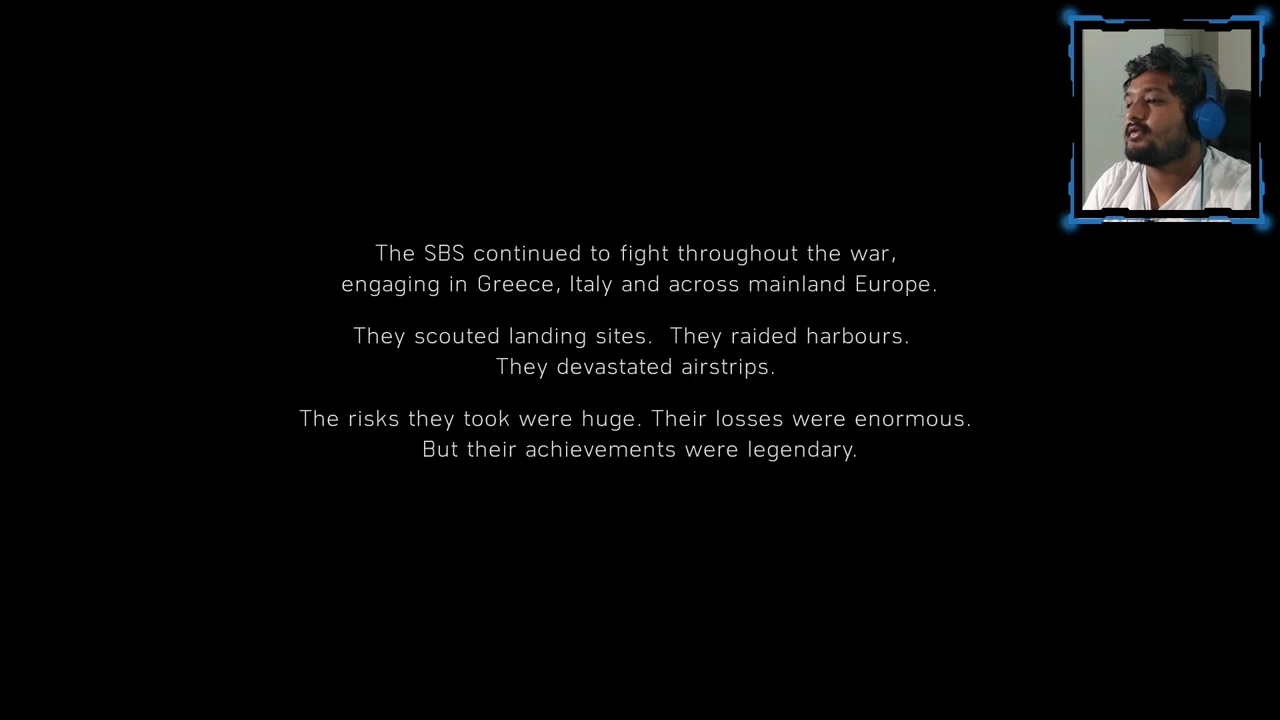 The SBS continued to fight throughout the war,
engaging in Greece, Italy and across mainland Europe.
They scouted landing sites.  They raided harbours.
They devastated airstrips.
The risks they took were huge. Their losses were enormous.
But their achievements were legendary.